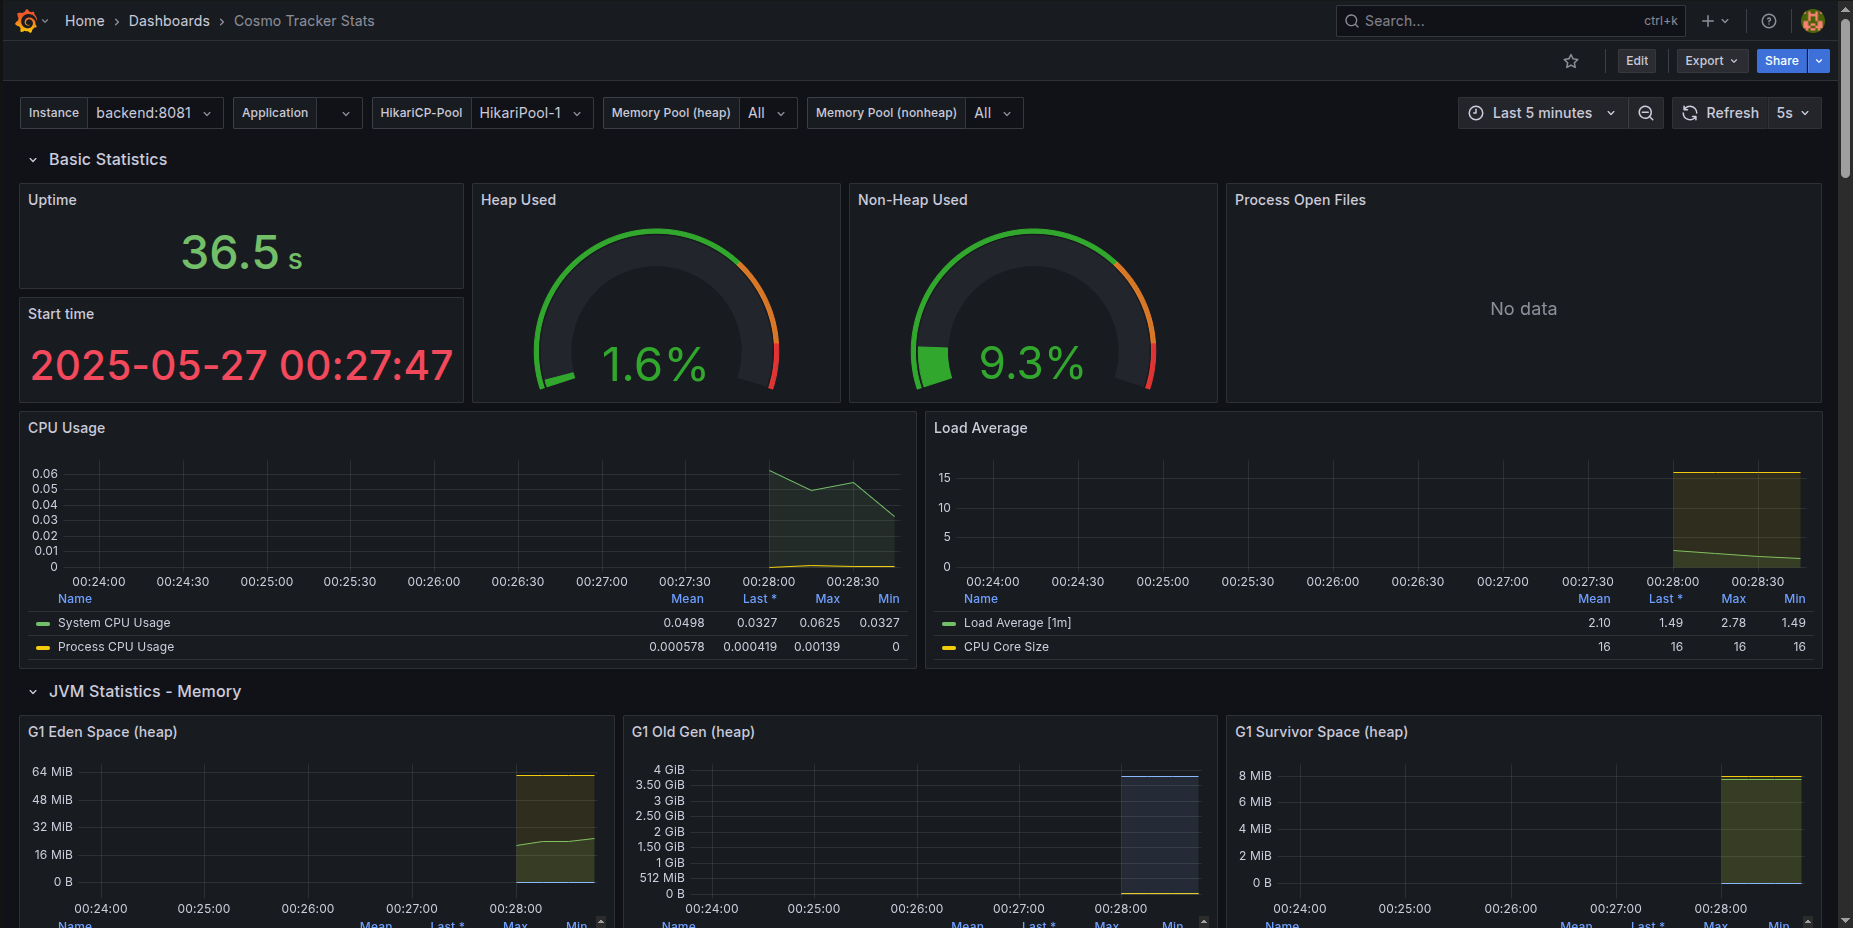 Home › Dashboards › Cosmo Tracker Stats
Search... ctrl+k
Edit Export Share
Instance backend:8081 Application HikariCP-Pool HikariPool-1 Memory Pool (heap) All Memory Pool (nonheap) All Last 5 minutes Refresh 5s
Basic Statistics
Uptime
36.5 s
Start time
2025-05-27 00:27:47
Heap Used
1.6%
Non-Heap Used
9.3%
Process Open Files
No data
CPU Usage
0.06
0.05
0.04
0.03
0.02
0.01
0
00:24:00 00:24:30 00:25:00 00:25:30 00:26:00 00:26:30 00:27:00 00:27:30 00:28:00 00:28:30
Name Mean Last * Max Min
System CPU Usage 0.0498 0.0327 0.0625 0.0327
Process CPU Usage 0.000578 0.000419 0.00139 0
Load Average
15
10
5
0
00:24:00 00:24:30 00:25:00 00:25:30 00:26:00 00:26:30 00:27:00 00:27:30 00:28:00 00:28:30
Name Mean Last * Max Min
Load Average [1m] 2.10 1.49 2.78 1.49
CPU Core Size 16 16 16 16
JVM Statistics - Memory
G1 Eden Space (heap)
64 MiB
48 MiB
32 MiB
16 MiB
0 B
00:24:00 00:25:00 00:26:00 00:27:00 00:28:00
Name Mean Last * Max Min
G1 Old Gen (heap)
4 GiB
3.50 GiB
3 GiB
2.50 GiB
2 GiB
1.50 GiB
1 GiB
512 MiB
0 B
00:24:00 00:25:00 00:26:00 00:27:00 00:28:00
Name Mean Last * Max Min
G1 Survivor Space (heap)
8 MiB
6 MiB
4 MiB
2 MiB
0 B
00:24:00 00:25:00 00:26:00 00:27:00 00:28:00
Name Mean Last * Max Min